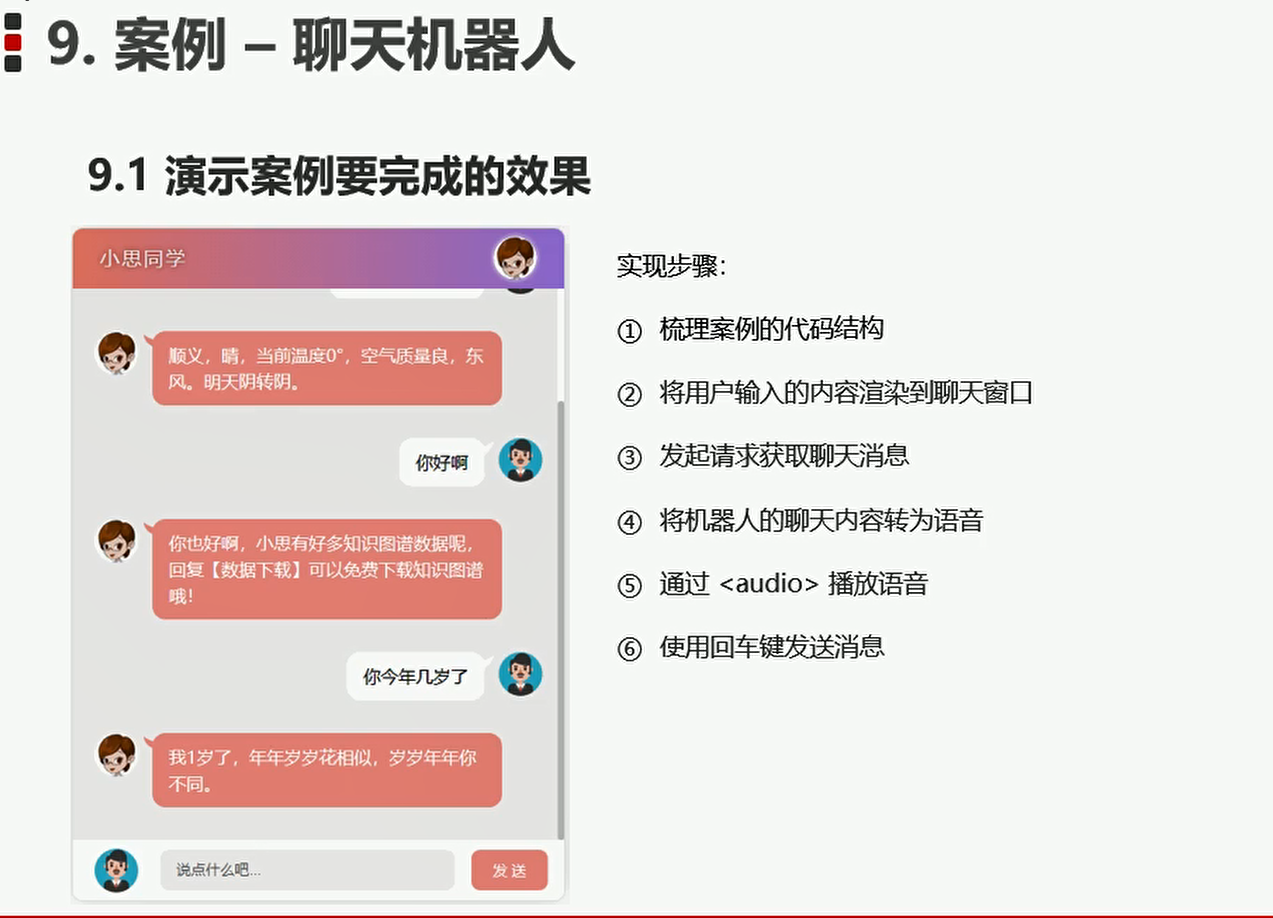 9. 案例 – 聊天机器人
9.1 演示案例要完成的效果
小思同学
顺义，晴，当前温度0°，空气质量良，东
风。明天阴转阴。
你好啊
你也好啊，小思有好多知识图谱数据呢，
回复【数据下载】可以免费下载知识图谱
哦！
你今年几岁了
我1岁了，年年岁岁花相似，岁岁年年你
不同。
说点什么吧...
发 送
实现步骤：
① 梳理案例的代码结构
② 将用户输入的内容渲染到聊天窗口
③ 发起请求获取聊天消息
④ 将机器人的聊天内容转为语音
⑤ 通过 <audio> 播放语音
⑥ 使用回车键发送消息